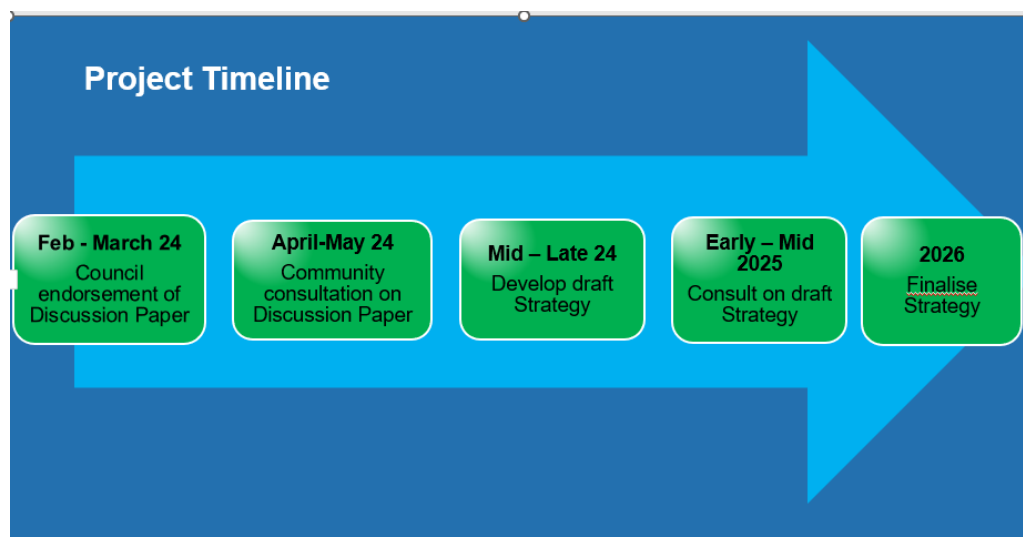 Project Timeline
Feb - March 24
Council
endorsement of
Discussion Paper
April-May 24
Community
consultation on
Discussion Paper
Mid – Late 24
Develop draft
Strategy
Early – Mid
2025
Consult on draft
Strategy
2026
Finalise
Strategy